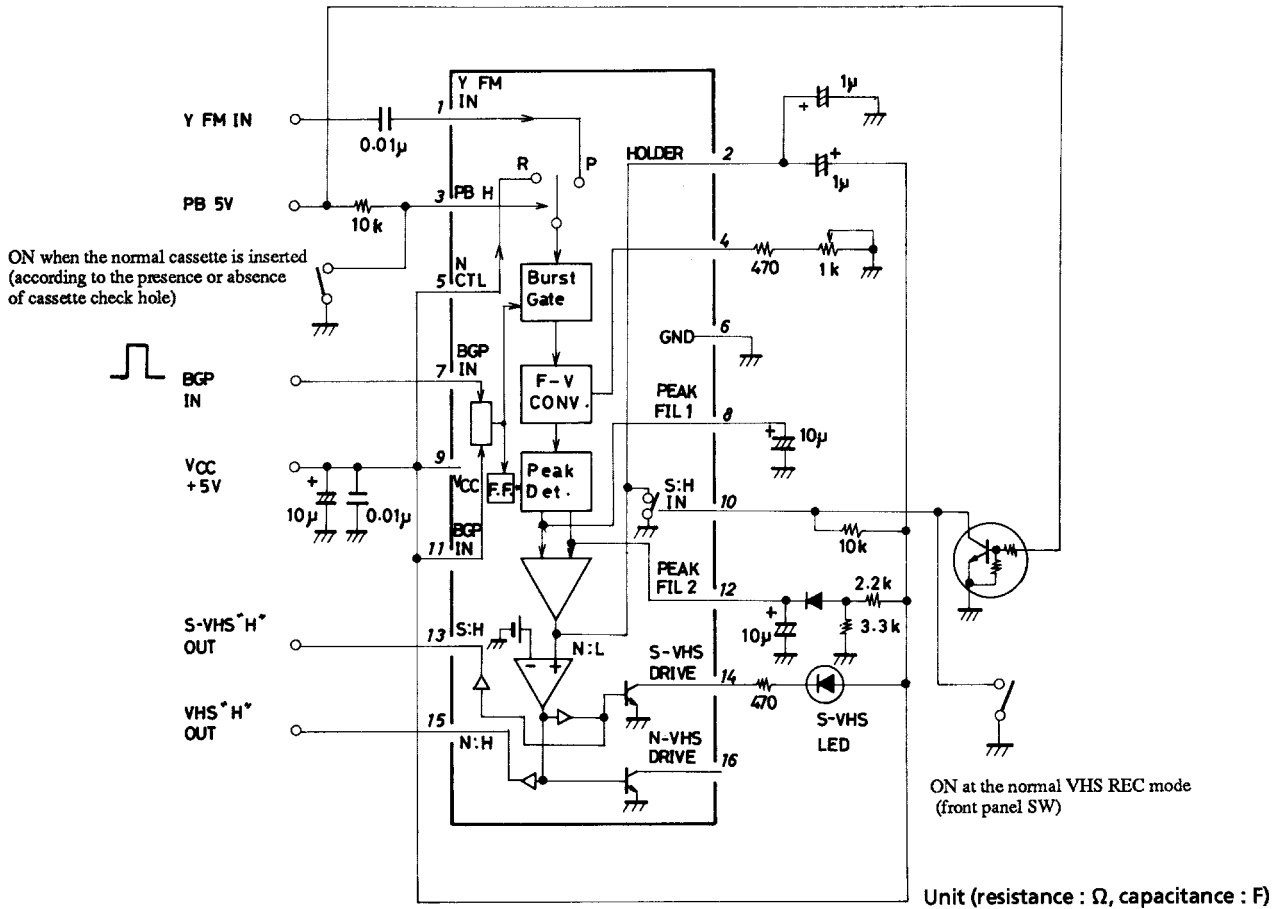 Y FM
IN
1
Y FM IN
0.01μ
1μ
+
HOLDER
2
+
1μ
R
P
PB 5V
3
PB H
10k
4
470
1k
ON when the normal cassette is inserted
(according to the presence or absence
of cassette check hole)
N
CTL
5
Burst
Gate
GND
6
BGP
IN
7
BGP
IN
F-V
CONV.
PEAK
FIL 1
8
+
10μ
VCC
+5V
9
VCC
+
10μ
0.01μ
F.F.
Peak
Det.
S:H
IN
10
10k
BGP
IN
11
PEAK
FIL 2
12
2.2k
+
10μ
3.3k
S-VHS"H"
OUT
13
S:H
N:L
-
+
S-VHS
DRIVE
14
470
S-VHS
LED
VHS"H"
OUT
15
N:H
N-VHS
DRIVE
16
ON at the normal VHS REC mode
(front panel SW)
Unit (resistance : Ω, capacitance : F)